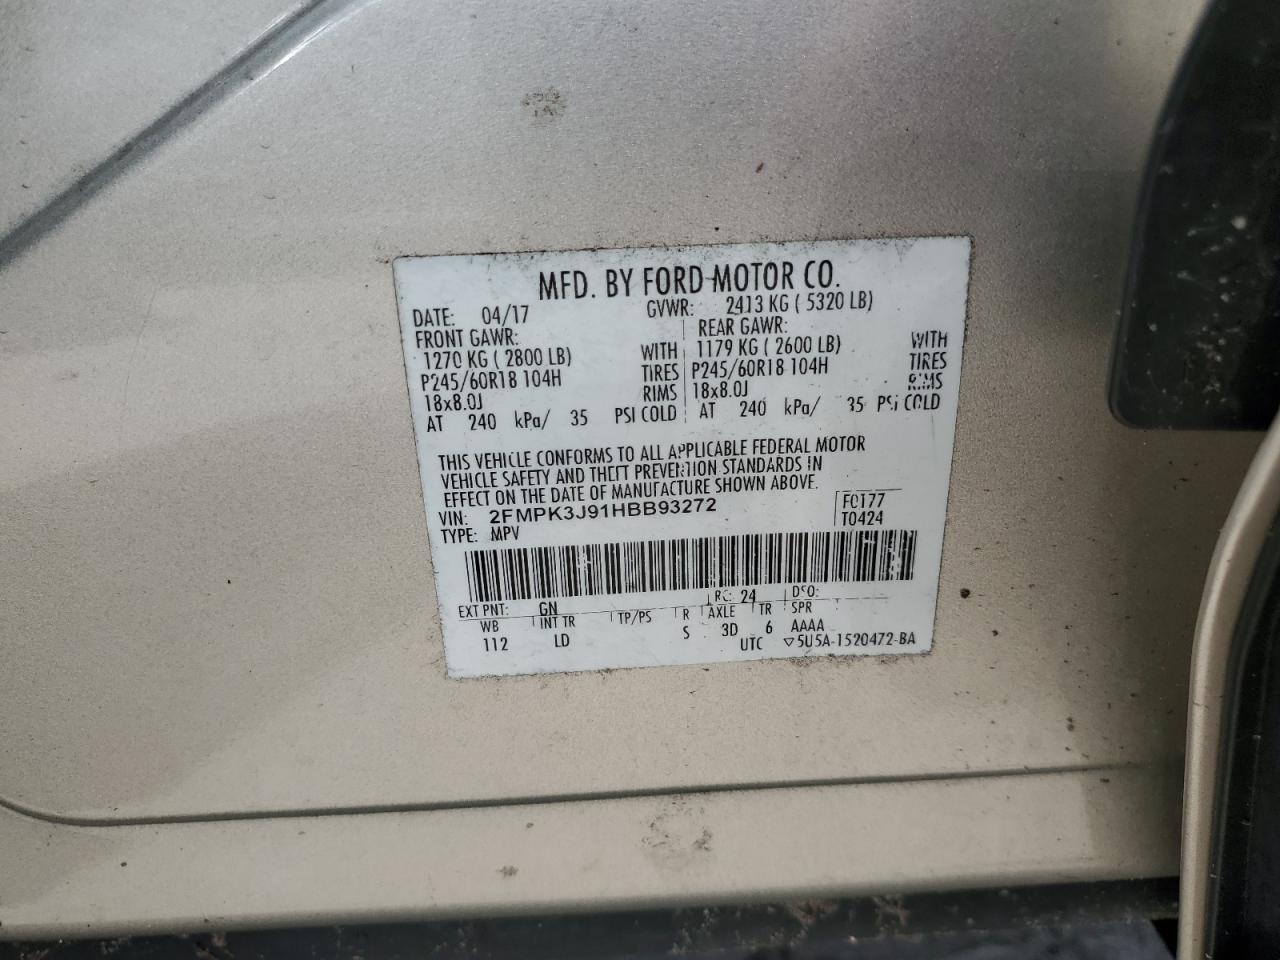 MFD. BY FORD MOTOR CO.
DATE: 04/17 GVWR: 2413 KG ( 5320 LB)
FRONT GAWR: REAR GAWR:
1270 KG ( 2800 LB) WITH 1179 KG ( 2600 LB) WITH
P245/60R18 104H TIRES P245/60R18 104H TIRES
18x8.0J RIMS 18x8.0J RIMS
AT 240 kPa/ 35 PSI COLD AT 240 kPa/ 35 PSI COLD
THIS VEHICLE CONFORMS TO ALL APPLICABLE FEDERAL MOTOR
VEHICLE SAFETY AND THEFT PREVENTION STANDARDS IN
EFFECT ON THE DATE OF MANUFACTURE SHOWN ABOVE.
VIN: 2FMPK3J91HBB93272 FC177
TYPE: MPV T0424
EXT PNT: GN RC: 24 DSO:
WB INT TR TP/PS R AXLE TR SPR
112 LD S 3D 6 AAAA
UTC ▽5U5A-1520472-BA